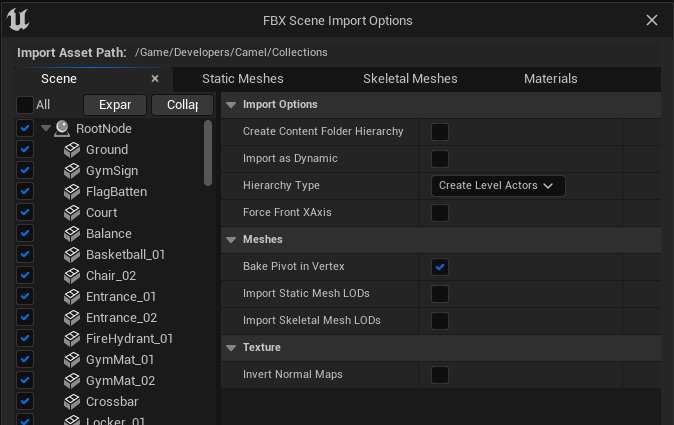 FBX Scene Import Options
Import Asset Path: /Game/Developers/Camel/Collections
Scene Static Meshes Skeletal Meshes Materials
All Expar Collap
Import Options
RootNode
Create Content Folder Hierarchy
Ground
Import as Dynamic
GymSign
Hierarchy Type Create Level Actors
FlagBatten
Court
Force Front XAxis
Balance
Meshes
Basketball_01
Bake Pivot in Vertex
Chair_02
Entrance_01
Import Static Mesh LODs
Entrance_02
Import Skeletal Mesh LODs
FireHydrant_01
Texture
GymMat_01
GymMat_02
Invert Normal Maps
Crossbar
Locker_01